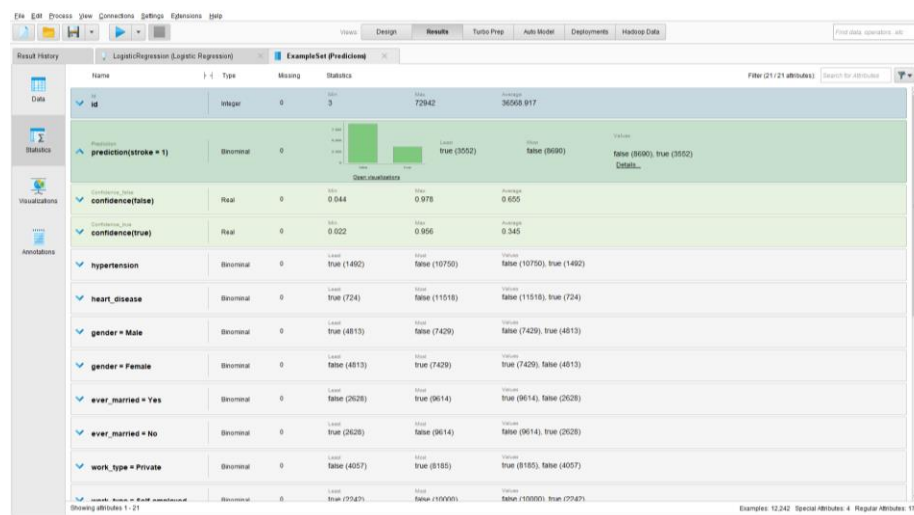 File Edit Process View Connections Settings Extensions Help
Views: Design Results Turbo Prep Auto Model Deployments Hadoop Data
Find data, operators...etc
Result History LogisticRegression (Logistic Regression) ExampleSet (Predicions)
Data
Statistics
Visualizations
Annotations
Name Type Missing Statistics Filter (21 / 21 attributes): Search for Attributes
id Min Max Average
id Integer 0 3 72942 36568.917
Prediction Least Most Values
prediction(stroke = 1) Binominal 0 true (3552) false (8690) false (8690), true (3552)
Details...
Open visualizations
Confidence_false Min Max Average
confidence(false) Real 0 0.044 0.978 0.655
Confidence_true Min Max Average
confidence(true) Real 0 0.022 0.956 0.345
Least Most Values
hypertension Binominal 0 true (1492) false (10750) false (10750), true (1492)
Least Most Values
heart_disease Binominal 0 true (724) false (11518) false (11518), true (724)
Least Most Values
gender = Male Binominal 0 true (4813) false (7429) false (7429), true (4813)
Least Most Values
gender = Female Binominal 0 false (4813) true (7429) true (7429), false (4813)
Least Most Values
ever_married = Yes Binominal 0 false (2628) true (9614) true (9614), false (2628)
Least Most Values
ever_married = No Binominal 0 true (2628) false (9614) false (9614), true (2628)
Least Most Values
work_type = Private Binominal 0 false (4057) true (8185) true (8185), false (4057)
Least Most Values
work_type = Self-employed Binominal 0 true (2242) false (10000) false (10000), true (2242)
Showing attributes 1 - 21 Examples: 12,242 Special Attributes: 4 Regular Attributes: 17